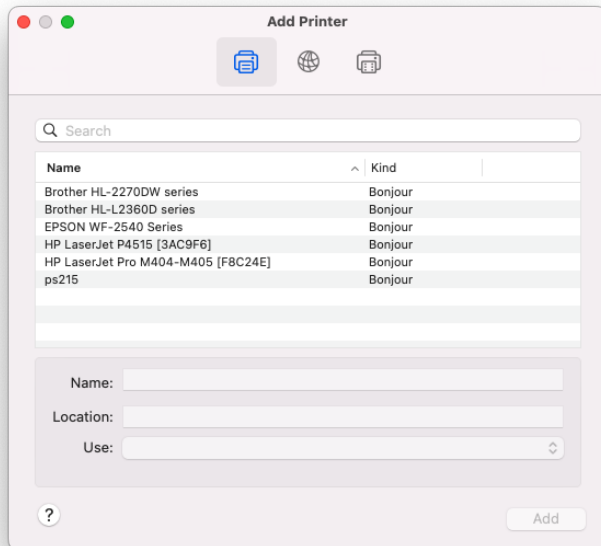 Add Printer
Search
Name Kind
Brother HL-2270DW series Bonjour
Brother HL-L2360D series Bonjour
EPSON WF-2540 Series Bonjour
HP LaserJet P4515 [3AC9F6] Bonjour
HP LaserJet Pro M404-M405 [F8C24E] Bonjour
ps215 Bonjour
Name:
Location:
Use:
? Add